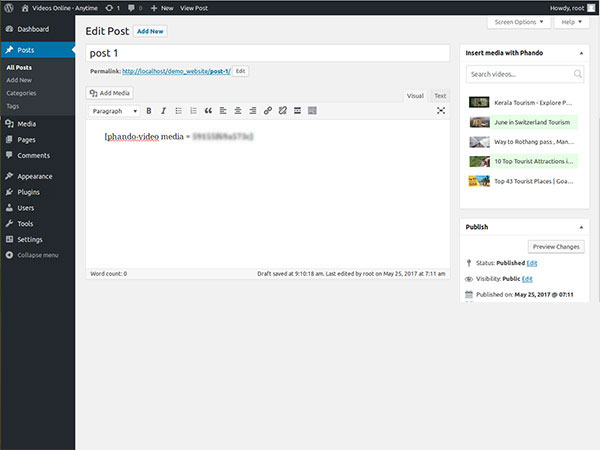 Videos Online - Anytime 1 0 New View Post Howdy, root
Screen Options Help
Dashboard
Posts
All Posts
Add New
Categories
Tags
Media
Pages
Comments
Appearance
Plugins
Users
Tools
Settings
Collapse menu
Edit Post Add New
post 1
Permalink: http://localhost/demo_website/post-1/ Edit
Add Media
Visual Text
Paragraph B I ABC
[phando-video media =
Word count: 0 Draft saved at 9:10:18 am. Last edited by root on May 25, 2017 at 7:11 am
Insert media with Phando
Search videos...
Kerala Tourism - Explore P...
June in Switzerland Tourism
Way to Rothang pass , Man...
10 Top Tourist Attractions i
Top 43 Tourist Places | Goa...
Publish
Preview Changes
Status: Published Edit
Visibility: Public Edit
Published on: May 25, 2017 @ 07:11